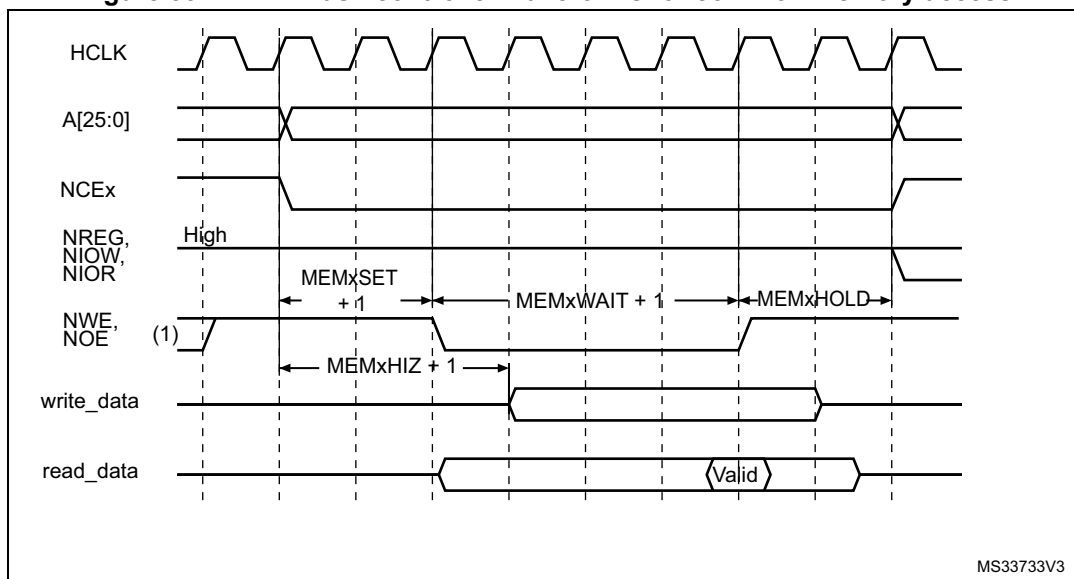 HCLK
A[25:0]
NCEx
NREG,
NIOW,
NIOR
High
MEMxSET
+ 1
MEMxWAIT + 1
MEMxHOLD
NWE,
NOE
(1)
MEMxHIZ + 1
write_data
read_data
Valid
MS33733V3